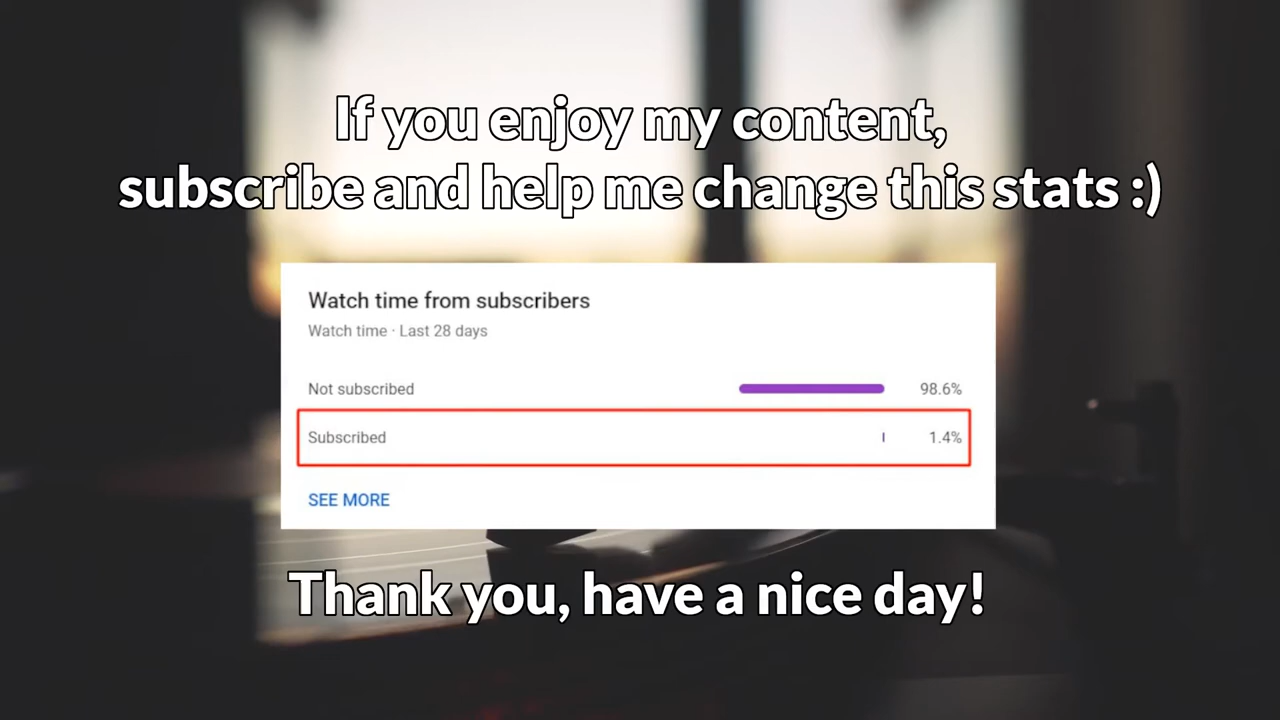 If you enjoy my content,
subscribe and help me change this stats :)
Watch time from subscribers
Watch time · Last 28 days
Not subscribed 98.6%
Subscribed 1.4%
SEE MORE
Thank you, have a nice day!